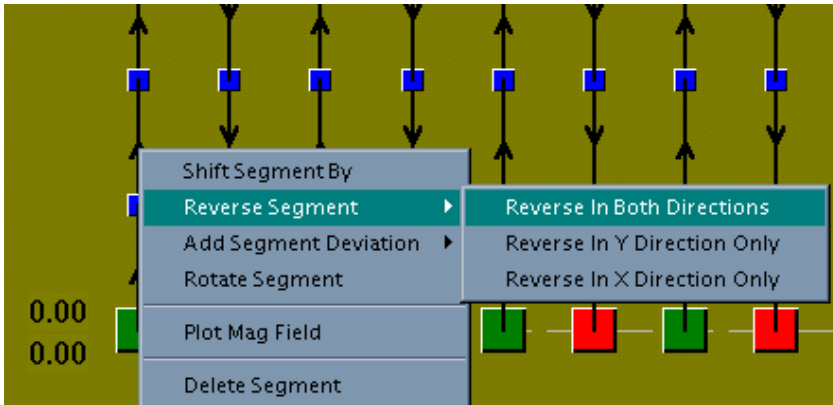 Shift Segment By
Reverse Segment
Reverse In Both Directions
Add Segment Deviation
Reverse In Y Direction Only
Rotate Segment
Reverse In X Direction Only
0.00
Plot Mag Field
0.00
Delete Segment